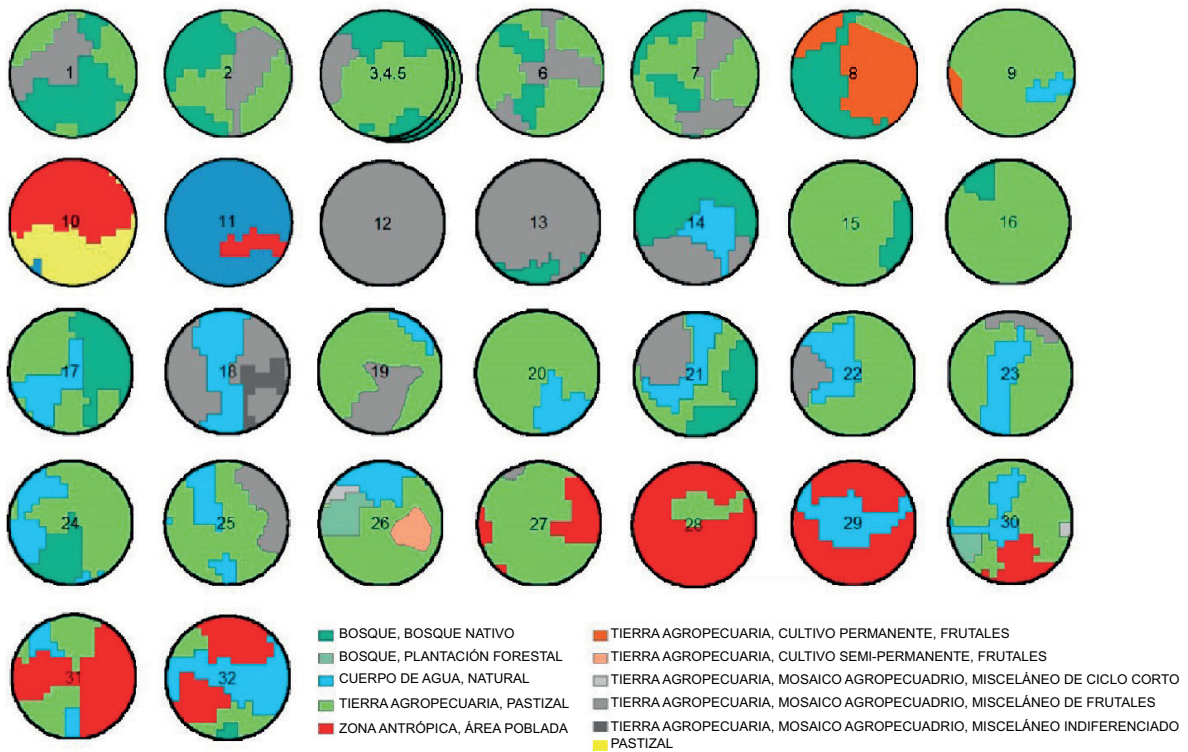 1 2 3,4,5 6 7 8 9
10 11 12 13 14 15 16
17 18 19 20 21 22 23
24 25 26 27 28 29 30
31 32
BOSQUE, BOSQUE NATIVO
BOSQUE, PLANTACIÓN FORESTAL
CUERPO DE AGUA, NATURAL
TIERRA AGROPECUARIA, PASTIZAL
ZONA ANTRÓPICA, ÁREA POBLADA
TIERRA AGROPECUARIA, CULTIVO PERMANENTE, FRUTALES
TIERRA AGROPECUARIA, CULTIVO SEMI-PERMANENTE, FRUTALES
TIERRA AGROPECUARIA, MOSAICO AGROPECUADRIO, MISCELÁNEO DE CICLO CORTO
TIERRA AGROPECUARIA, MOSAICO AGROPECUADRIO, MISCELÁNEO DE FRUTALES
TIERRA AGROPECUARIA, MOSAICO AGROPECUADRIO, MISCELÁNEO INDIFERENCIADO
PASTIZAL